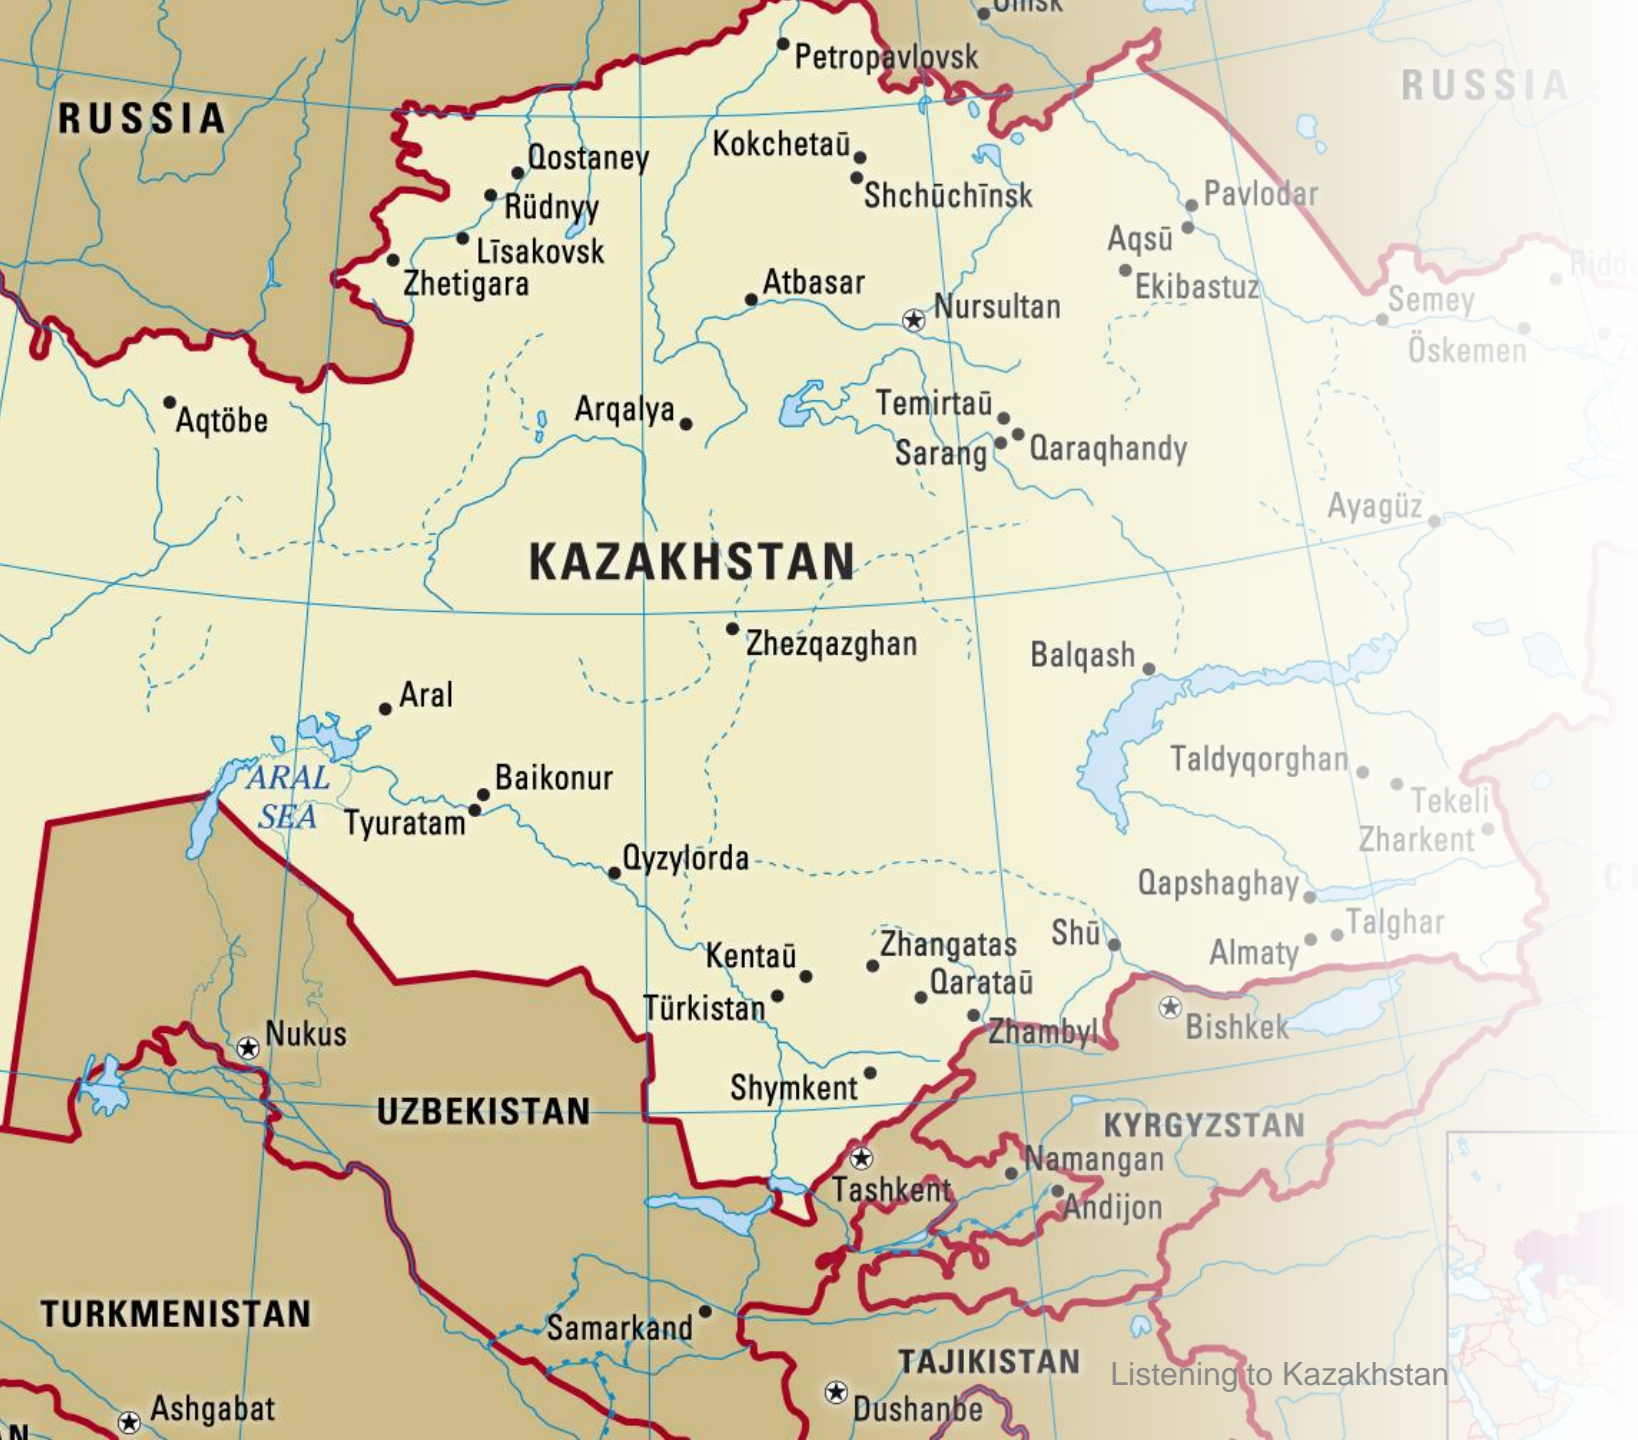 Omsk
Petropavlovsk
RUSSIA
RUSSIA
Kokchetaū
Qostaney
Shchūchīnsk
Pavlodar
Rüdnyy
Aqsū
Līsakovsk
Zhetigara
Ekibastuz
Atbasar
Nursultan
Semey
Öskemen
Arqalya
Temirtaū
Aqtöbe
Sarang
Qaraqhandy
Ayagüz
KAZAKHSTAN
Zhezqazghan
Balqash
Aral
Taldyqorghan
ARAL
SEA
Baikonur
Tekeli
Tyuratam
Zharkent
Qyzylorda
Qapshaghay
Talghar
Shū
Almaty
Zhangatas
Kentaū
Qarataū
Türkistan
Zhambyl
Bishkek
Nukus
Shymkent
UZBEKISTAN
KYRGYZSTAN
Namangan
Tashkent
Andijon
TURKMENISTAN
Samarkand
TAJIKISTAN
Listening to Kazakhstan
Ashgabat
Dushanbe